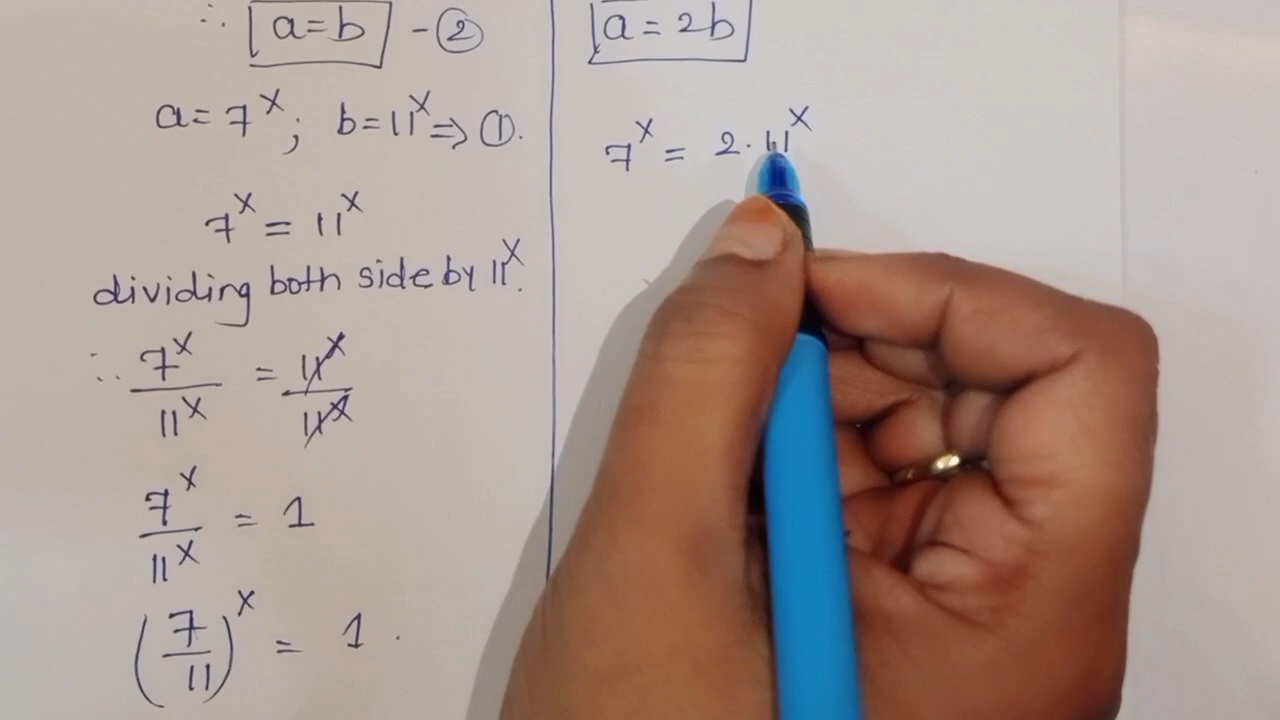 ∴ a=b - ②
a= 7^x; b=11^x => ①.
7^x = 11^x
dividing both side by 11^x.
∴ 7^x/11^x = 11^x/11^x
7^x/11^x = 1
(7/11)^x = 1.
a = 2b
7^x = 2·11^x